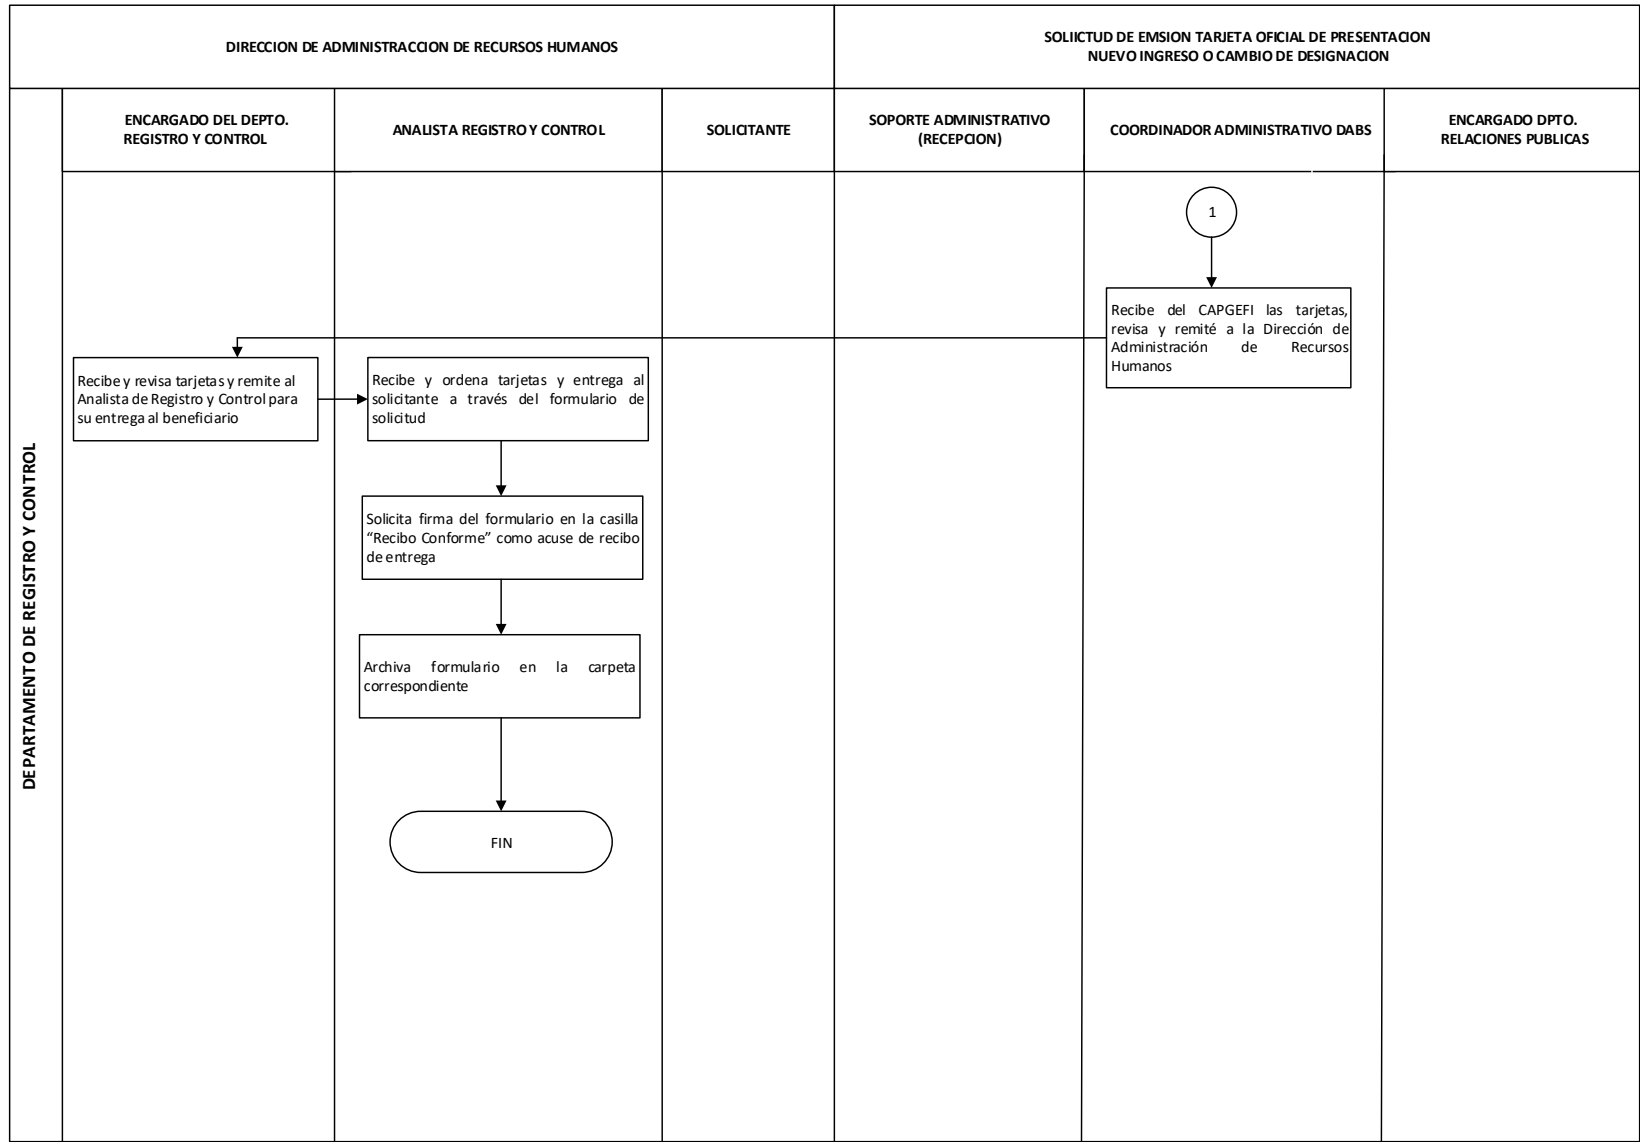 DIRECCION DE ADMINISTRACCION DE RECURSOS HUMANOS
SOLIICTUD DE EMSION TARJETA OFICIAL DE PRESENTACION
NUEVO INGRESO O CAMBIO DE DESIGNACION
ENCARGADO DEL DEPTO.
REGISTRO Y CONTROL
ANALISTA REGISTRO Y CONTROL
SOLICITANTE
SOPORTE ADMINISTRATIVO
(RECEPCION)
COORDINADOR ADMINISTRATIVO DABS
ENCARGADO DPTO.
RELACIONES PUBLICAS
DEPARTAMENTO DE REGISTRO Y CONTROL
1
Recibe del CAPGEFI las tarjetas,
revisa y remité a la Dirección de
Administración de Recursos
Humanos
Recibe y revisa tarjetas y remite al
Analista de Registro y Control para
su entrega al beneficiario
Recibe y ordena tarjetas y entrega al
solicitante a través del formulario de
solicitud
Solicita firma del formulario en la casilla
“Recibo Conforme” como acuse de recibo
de entrega
Archiva formulario en la carpeta
correspondiente
FIN